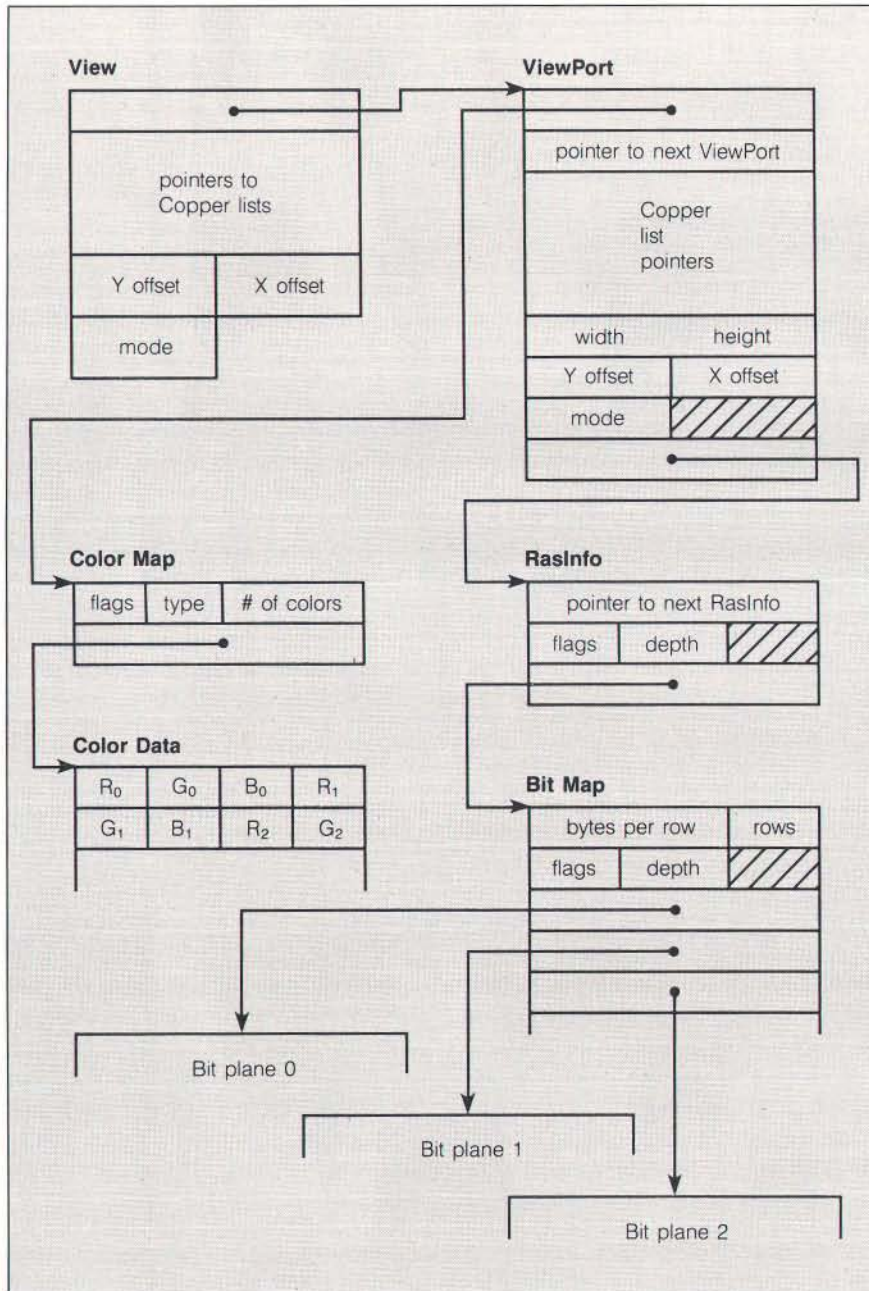 View
ViewPort
pointer to next ViewPort
pointers to
Copper lists
Copper
list
pointers
Y offset X offset
mode
width height
Y offset X offset
mode
Color Map
flags type # of colors
RasInfo
pointer to next RasInfo
flags depth
Color Data
R₀ G₀ B₀ R₁
G₁ B₁ R₂ G₂
Bit Map
bytes per row rows
flags depth
Bit plane 0
Bit plane 1
Bit plane 2